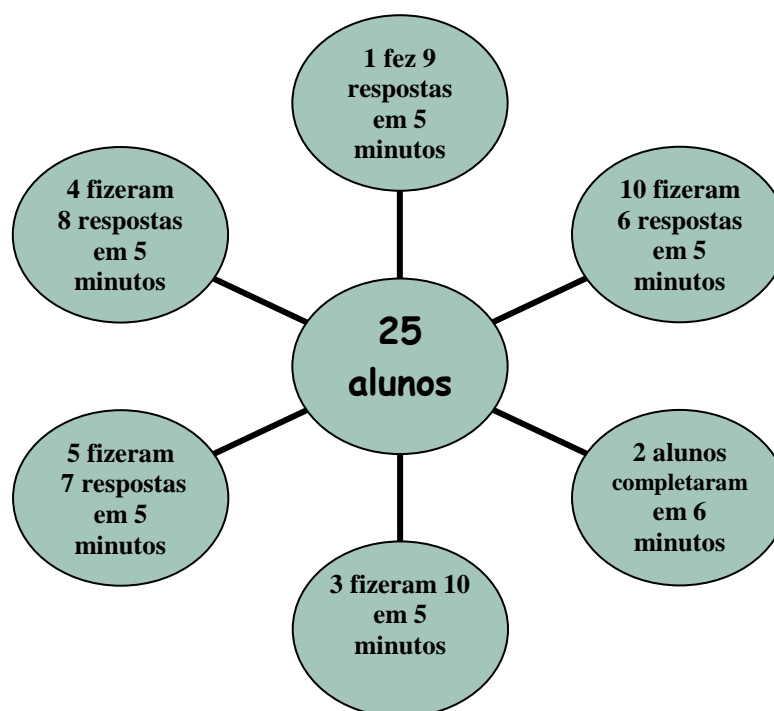 1 fez 9
respostas
em 5
minutos
4 fizeram
8 respostas
em 5
minutos
10 fizeram
6 respostas
em 5
minutos
25
alunos
5 fizeram
7 respostas
em 5
minutos
2 alunos
completaram
em 6
minutos
3 fizeram 10
em 5
minutos